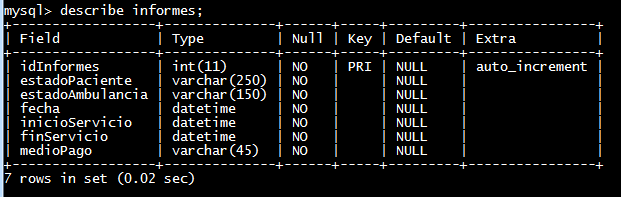 mysql> describe informes;
+-----------------+--------------+------+-----+---------+----------------+
| Field           | Type         | Null | Key | Default | Extra          |
+-----------------+--------------+------+-----+---------+----------------+
| idInformes      | int(11)      | NO   | PRI | NULL    | auto_increment |
| estadoPaciente  | varchar(250) | NO   |     | NULL    |                |
| estadoAmbulancia | varchar(150) | NO   |     | NULL    |                |
| fecha           | datetime     | NO   |     | NULL    |                |
| inicioServicio  | datetime     | NO   |     | NULL    |                |
| finServicio     | datetime     | NO   |     | NULL    |                |
| medioPago       | varchar(45)  | NO   |     | NULL    |                |
+-----------------+--------------+------+-----+---------+----------------+
7 rows in set (0.02 sec)